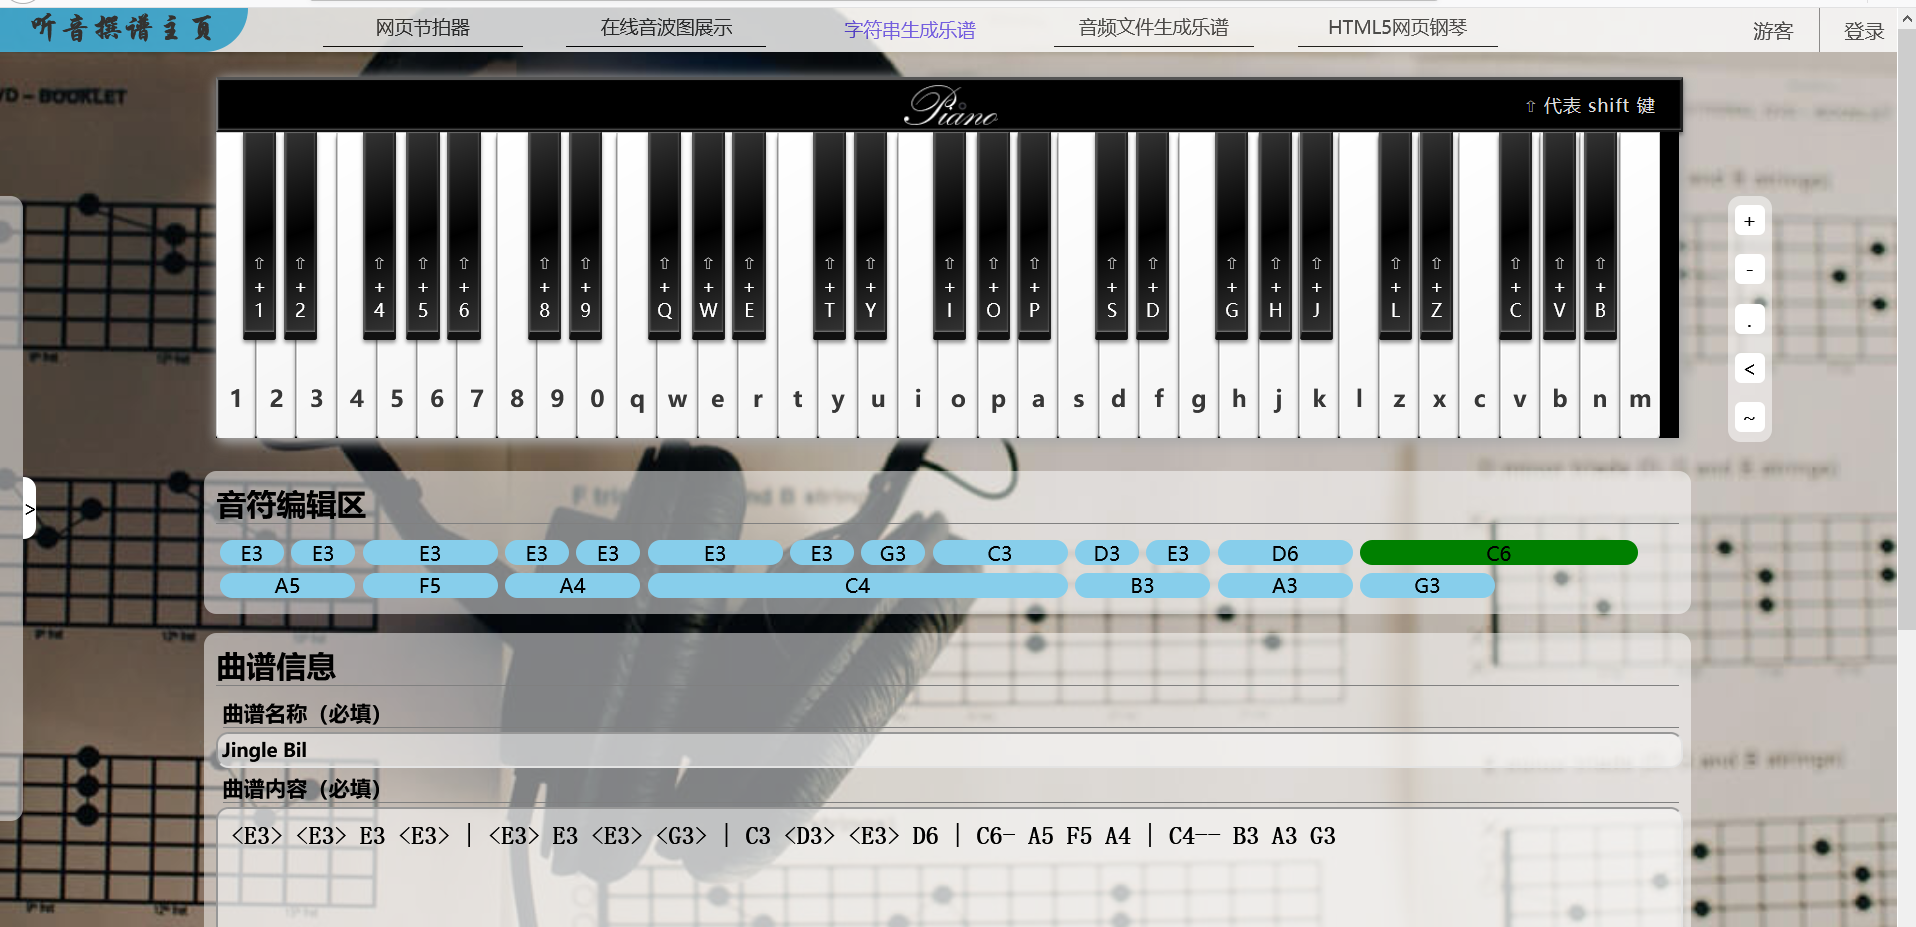 听音撰谱主页
网页节拍器
在线音波图展示
字符串生成乐谱
音频文件生成乐谱
HTML5网页钢琴
游客
登录
VD – BOOKLET
Piano
⇧ 代表 shift 键
⇧ + 1
⇧ + 2
⇧ + 4
⇧ + 5
⇧ + 6
⇧ + 8
⇧ + 9
⇧ + Q
⇧ + W
⇧ + E
⇧ + T
⇧ + Y
⇧ + I
⇧ + O
⇧ + P
⇧ + S
⇧ + D
⇧ + G
⇧ + H
⇧ + J
⇧ + L
⇧ + Z
⇧ + C
⇧ + V
⇧ + B
1 2 3 4 5 6 7 8 9 0 q w e r t y u i o p a s d f g h j k l z x c v b n m
+
-
.
<
~
>
音符编辑区
E3 E3 E3 E3 E3 E3 E3 G3 C3 D3 E3 D6 C6
A5 F5 A4 C4 B3 A3 G3
曲谱信息
曲谱名称（必填）
Jingle Bil
曲谱内容（必填）
<E3> <E3> E3 <E3> | <E3> E3 <E3> <G3> | C3 <D3> <E3> D6 | C6- A5 F5 A4 | C4-- B3 A3 G3